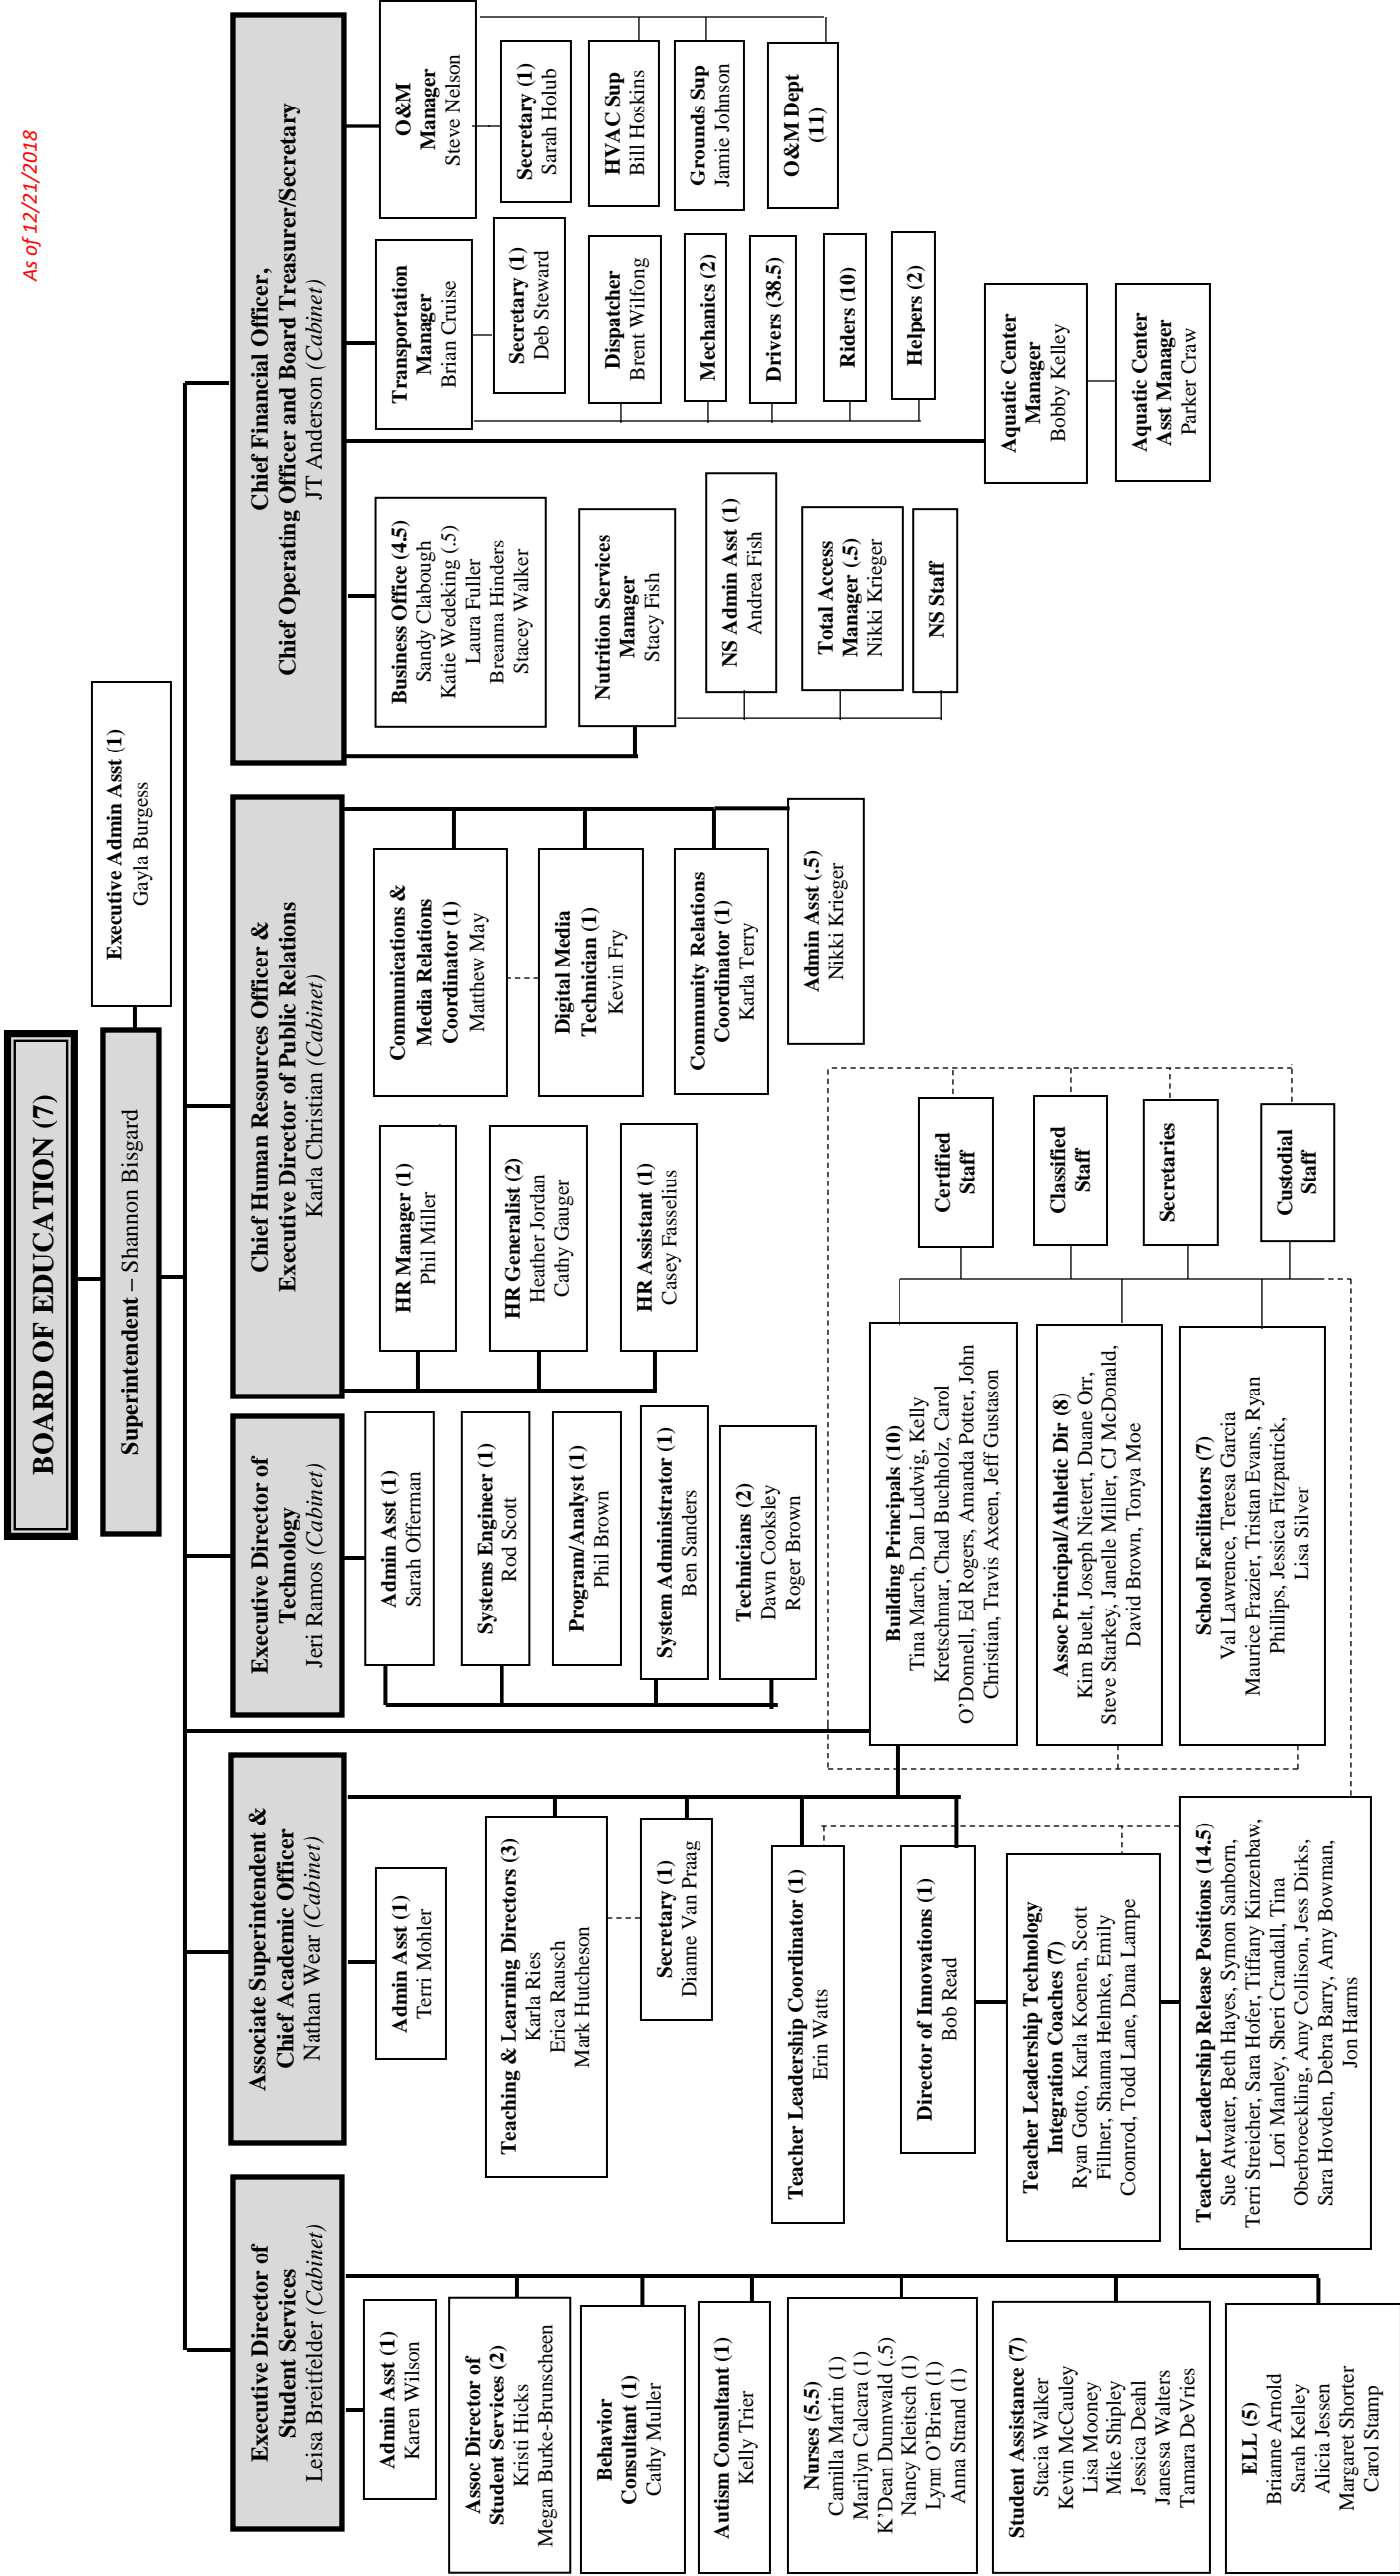 As of 12/21/2018
BOARD OF EDUCATION (7)
Superintendent – Shannon Bisgard
Executive Admin Asst (1)
Gayla Burgess
Executive Director of
Student Services
Leisa Breitfelder (Cabinet)
Admin Asst (1)
Karen Wilson
Assoc Director of
Student Services (2)
Kristi Hicks
Megan Burke-Brunscheen
Behavior
Consultant (1)
Cathy Muller
Autism Consultant (1)
Kelly Trier
Nurses (5.5)
Camilla Martin (1)
Marilyn Calcara (1)
K'Dean Dunnwald (.5)
Nancy Kleitsch (1)
Lynn O'Brien (1)
Anna Strand (1)
Student Assistance (7)
Stacia Walker
Kevin McCauley
Lisa Mooney
Mike Shipley
Jessica Deahl
Janessa Walters
Tamara DeVries
ELL (5)
Brianne Arnold
Sarah Kelley
Alicia Jessen
Margaret Shorter
Carol Stamp
Associate Superintendent &
Chief Academic Officer
Nathan Wear (Cabinet)
Admin Asst (1)
Terri Mohler
Teaching & Learning Directors (3)
Karla Ries
Erica Rausch
Mark Hutcheson
Secretary (1)
Dianne Van Praag
Teacher Leadership Coordinator (1)
Erin Watts
Director of Innovations (1)
Bob Read
Teacher Leadership Technology
Integration Coaches (7)
Ryan Gotto, Karla Koenen, Scott
Fillner, Shanna Helmke, Emily
Coonrod, Todd Lane, Dana Lampe
Teacher Leadership Release Positions (14.5)
Sue Atwater, Beth Hayes, Symon Sanborn,
Terri Streicher, Sara Hofer, Tiffany Kinzenbaw,
Lori Manley, Sheri Crandall, Tina
Oberbroeckling, Amy Collison, Jess Dirks,
Sara Hovden, Debra Barry, Amy Bowman,
Jon Harms
Executive Director of
Technology
Jeri Ramos (Cabinet)
Admin Asst (1)
Sarah Offerman
Systems Engineer (1)
Rod Scott
Program/Analyst (1)
Phil Brown
System Administrator (1)
Ben Sanders
Technicians (2)
Dawn Cooksley
Roger Brown
Building Principals (10)
Tina March, Dan Ludwig, Kelly
Kretschmar, Chad Buchholz, Carol
O'Donnell, Ed Rogers, Amanda Potter, John
Christian, Travis Axeen, Jeff Gustason
Assoc Principal/Athletic Dir (8)
Kim Buelt, Joseph Nietert, Duane Orr,
Steve Starkey, Janelle Miller, CJ McDonald,
David Brown, Tonya Moe
School Facilitators (7)
Val Lawrence, Teresa Garcia
Maurice Frazier, Tristan Evans, Ryan
Phillips, Jessica Fitzpatrick,
Lisa Silver
Certified
Staff
Classified
Staff
Secretaries
Custodial
Staff
Chief Human Resources Officer &
Executive Director of Public Relations
Karla Christian (Cabinet)
HR Manager (1)
Phil Miller
HR Generalist (2)
Heather Jordan
Cathy Gauger
HR Assistant (1)
Casey Fasselius
Communications &
Media Relations
Coordinator (1)
Matthew May
Digital Media
Technician (1)
Kevin Fry
Community Relations
Coordinator (1)
Karla Terry
Admin Asst (.5)
Nikki Krieger
Chief Financial Officer,
Chief Operating Officer and Board Treasurer/Secretary
JT Anderson (Cabinet)
Business Office (4.5)
Sandy Clabough
Katie Wedeking (.5)
Laura Fuller
Breanna Hinders
Stacey Walker
Nutrition Services
Manager
Stacy Fish
NS Admin Asst (1)
Andrea Fish
Total Access
Manager (.5)
Nikki Krieger
NS Staff
Transportation
Manager
Brian Cruise
Secretary (1)
Deb Steward
Dispatcher
Brent Wilfong
Mechanics (2)
Drivers (38.5)
Riders (10)
Helpers (2)
Aquatic Center
Manager
Bobby Kelley
Aquatic Center
Asst Manager
Parker Craw
O&M
Manager
Steve Nelson
Secretary (1)
Sarah Holub
HVAC Sup
Bill Hoskins
Grounds Sup
Jamie Johnson
O&M Dept
(11)